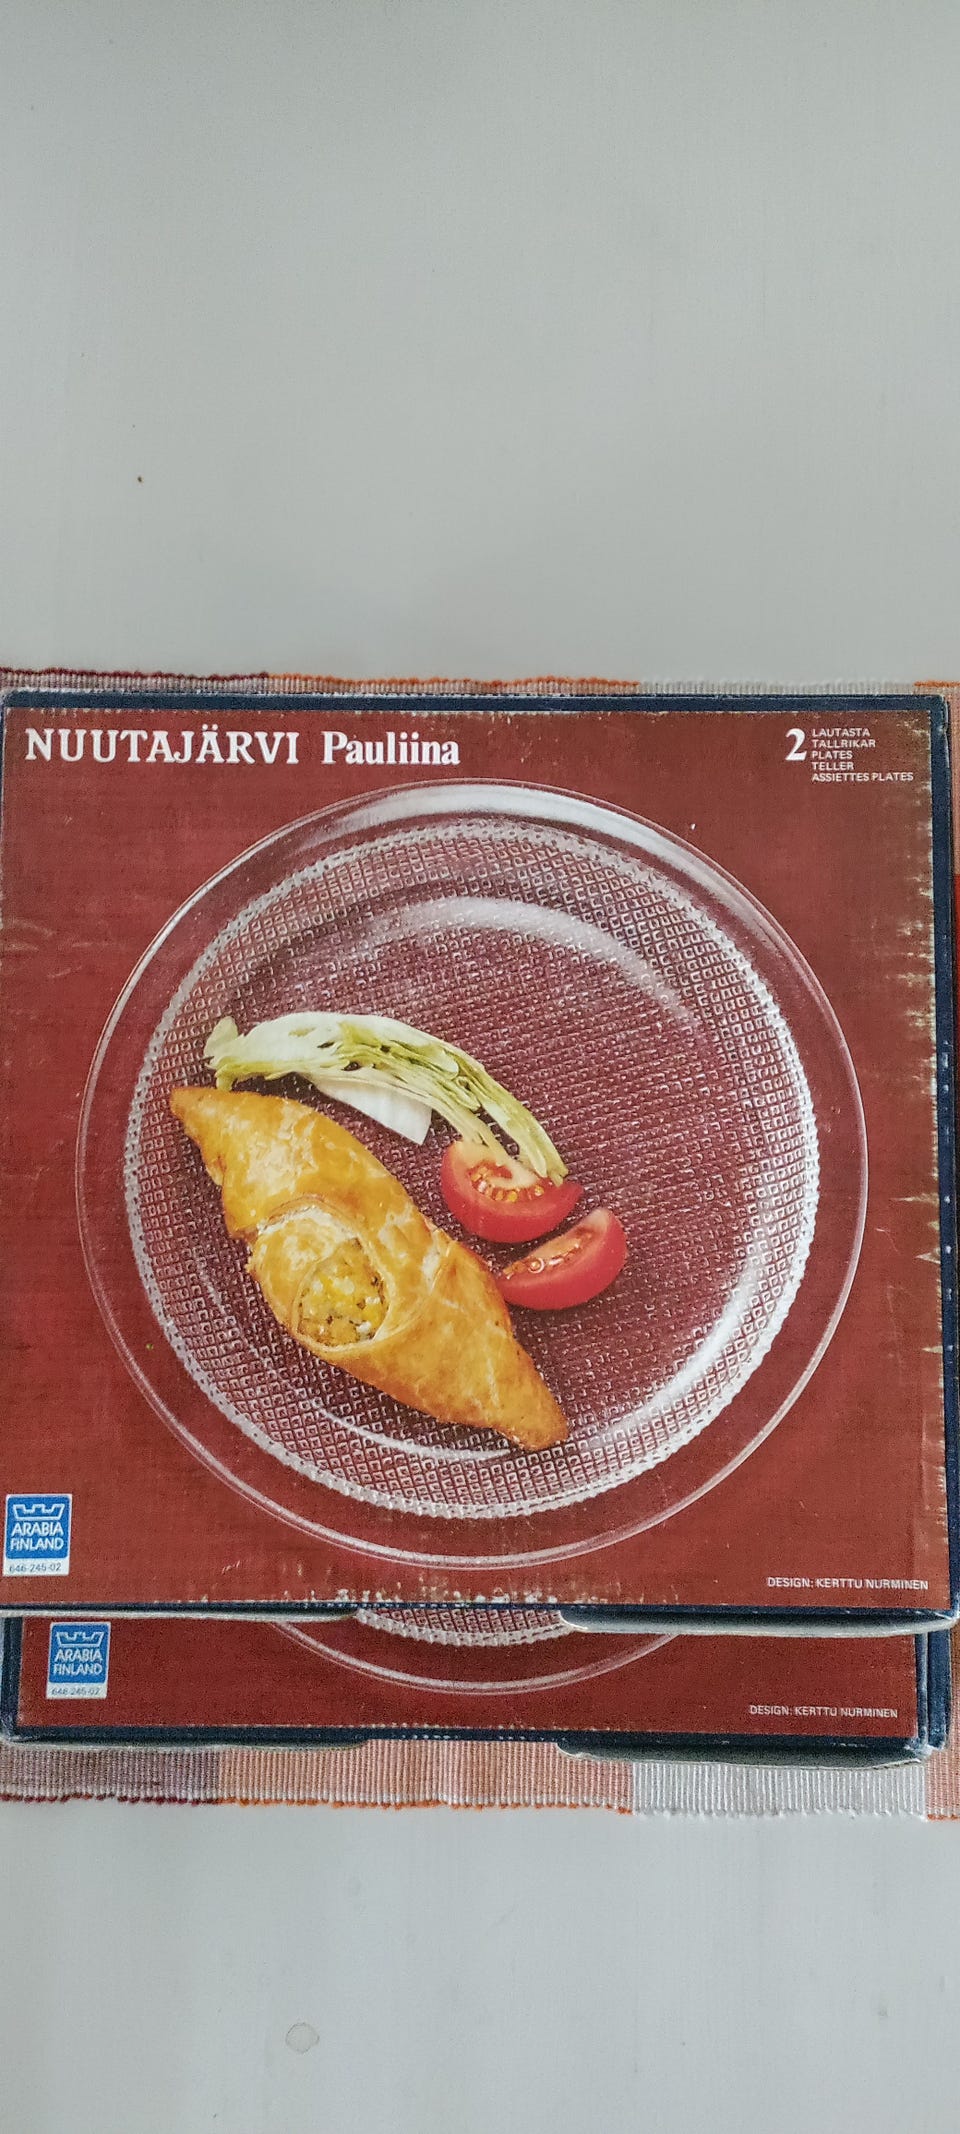 NUUTAJÄRVI Pauliina
2 LAUTASTA
TALLRIKAR
PLATES
TELLER
ASSIETTES PLATES
ARABIA
FINLAND
646-245-02
DESIGN: KERTTU NURMINEN
ARABIA
FINLAND
646-245-02
DESIGN: KERTTU NURMINEN